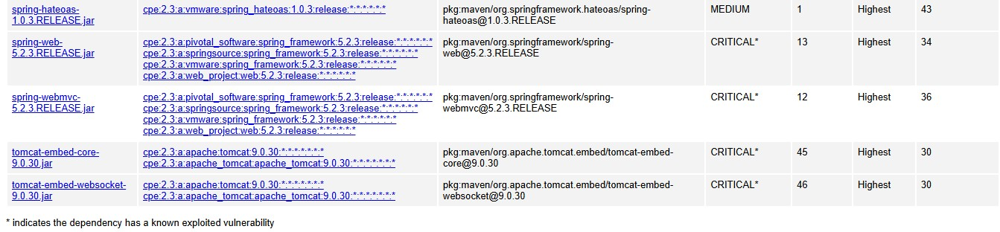 spring-hateoas-
1.0.3.RELEASE.jar
cpe:2.3:a:vmware:spring_hateoas:1.0.3:release:*:*:*:*:*:*
pkg:maven/org.springframework.hateoas/spring-
hateoas@1.0.3.RELEASE
MEDIUM
1
Highest
43
spring-web-
5.2.3.RELEASE.jar
cpe:2.3:a:pivotal_software:spring_framework:5.2.3:release:*:*:*:*:*:*
cpe:2.3:a:springsource:spring_framework:5.2.3:release:*:*:*:*:*:*
cpe:2.3:a:vmware:spring_framework:5.2.3:release:*:*:*:*:*:*
cpe:2.3:a:web_project:web:5.2.3:release:*:*:*:*:*:*
pkg:maven/org.springframework/spring-
web@5.2.3.RELEASE
CRITICAL*
13
Highest
34
spring-webmvc-
5.2.3.RELEASE.jar
cpe:2.3:a:pivotal_software:spring_framework:5.2.3:release:*:*:*:*:*:*
cpe:2.3:a:springsource:spring_framework:5.2.3:release:*:*:*:*:*:*
cpe:2.3:a:vmware:spring_framework:5.2.3:release:*:*:*:*:*:*
cpe:2.3:a:web_project:web:5.2.3:release:*:*:*:*:*:*
pkg:maven/org.springframework/spring-
webmvc@5.2.3.RELEASE
CRITICAL*
12
Highest
36
tomcat-embed-core-
9.0.30.jar
cpe:2.3:a:apache:tomcat:9.0.30:*:*:*:*:*:*:*
cpe:2.3:a:apache_tomcat:apache_tomcat:9.0.30:*:*:*:*:*:*:*
pkg:maven/org.apache.tomcat.embed/tomcat-embed-
core@9.0.30
CRITICAL*
45
Highest
30
tomcat-embed-websocket-
9.0.30.jar
cpe:2.3:a:apache:tomcat:9.0.30:*:*:*:*:*:*:*
cpe:2.3:a:apache_tomcat:apache_tomcat:9.0.30:*:*:*:*:*:*:*
pkg:maven/org.apache.tomcat.embed/tomcat-embed-
websocket@9.0.30
CRITICAL*
46
Highest
30
* indicates the dependency has a known exploited vulnerability